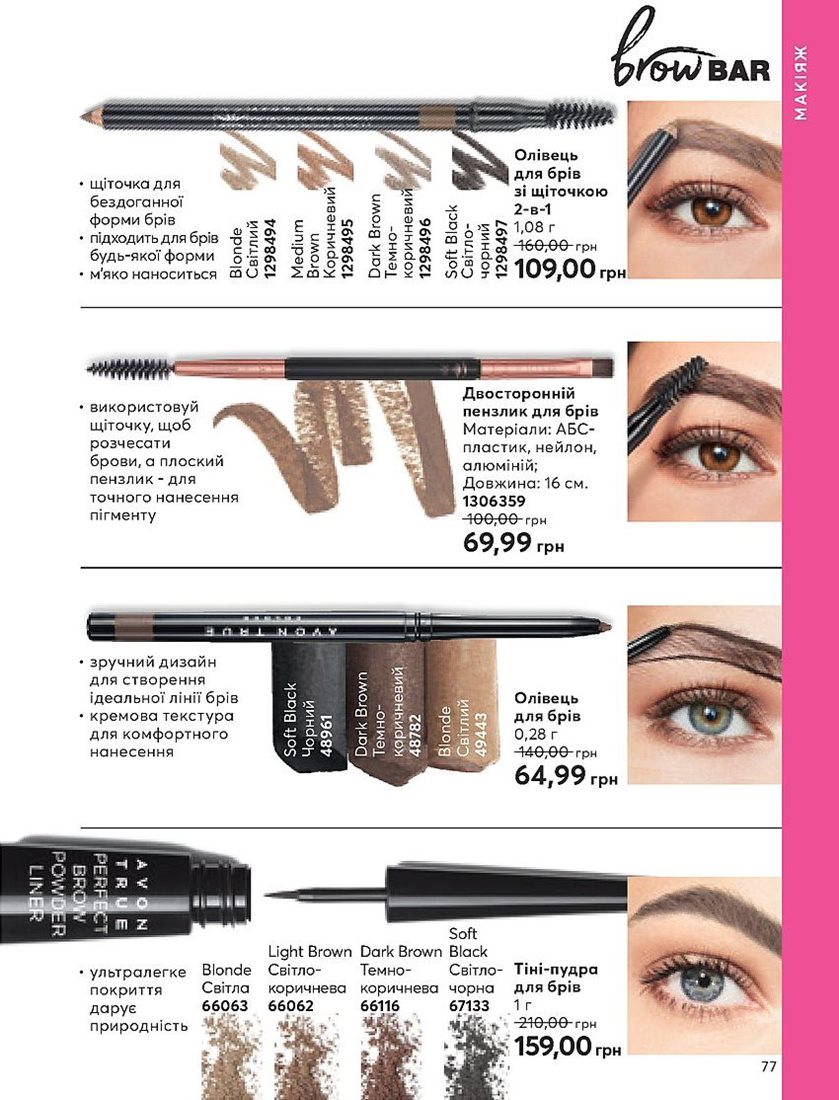 brow BAR
МАКІЯЖ
• щіточка для
бездоганної
форми брів
• підходить для брів
будь-якої форми
• м’яко наноситься
Blonde
Світлий
1298494
Medium
Brown
Коричневий
1298495
Dark Brown
Темно-
коричневий
1298496
Soft Black
Світло-
чорний
1298497
Олівець
для брів
зі щіточкою
2-в-1
1,08 г
160,00 грн
109,00 грн
• використовуй
щіточку, щоб
розчесати
брови, а плоский
пензлик - для
точного нанесення
пігменту
Двосторонній
пензлик для брів
Матеріали: АБС-
пластик, нейлон,
алюміній;
Довжина: 16 см.
1306359
100,00 грн
69,99 грн
AVON TRUE
COLOUR
• зручний дизайн
для створення
ідеальної лінії брів
• кремова текстура
для комфортного
нанесення
Soft Black
Чорний
48961
Dark Brown
Темно-
коричневий
48782
Blonde
Світлий
49443
Олівець
для брів
0,28 г
140,00 грн
64,99 грн
AVON
TRUE
PERFECT
BROW
POWDER
LINER
• ультралегке
покриття
дарує
природність
Blonde
Світла
66063
Light Brown
Світло-
коричнева
66062
Dark Brown
Темно-
коричнева
66116
Soft
Black
Світло-
чорна
67133
Тіні-пудра
для брів
1 г
210,00 грн
159,00 грн
77